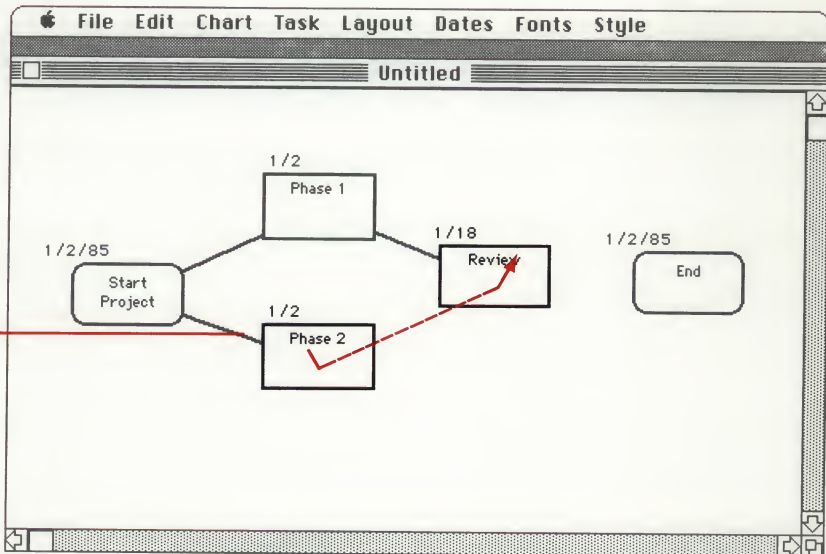 File Edit Chart Task Layout Dates Fonts Style
Untitled
1/2
Phase 1
1/18
Review
1/2/85
Start
Project
1/2/85
End
1/2
Phase 2